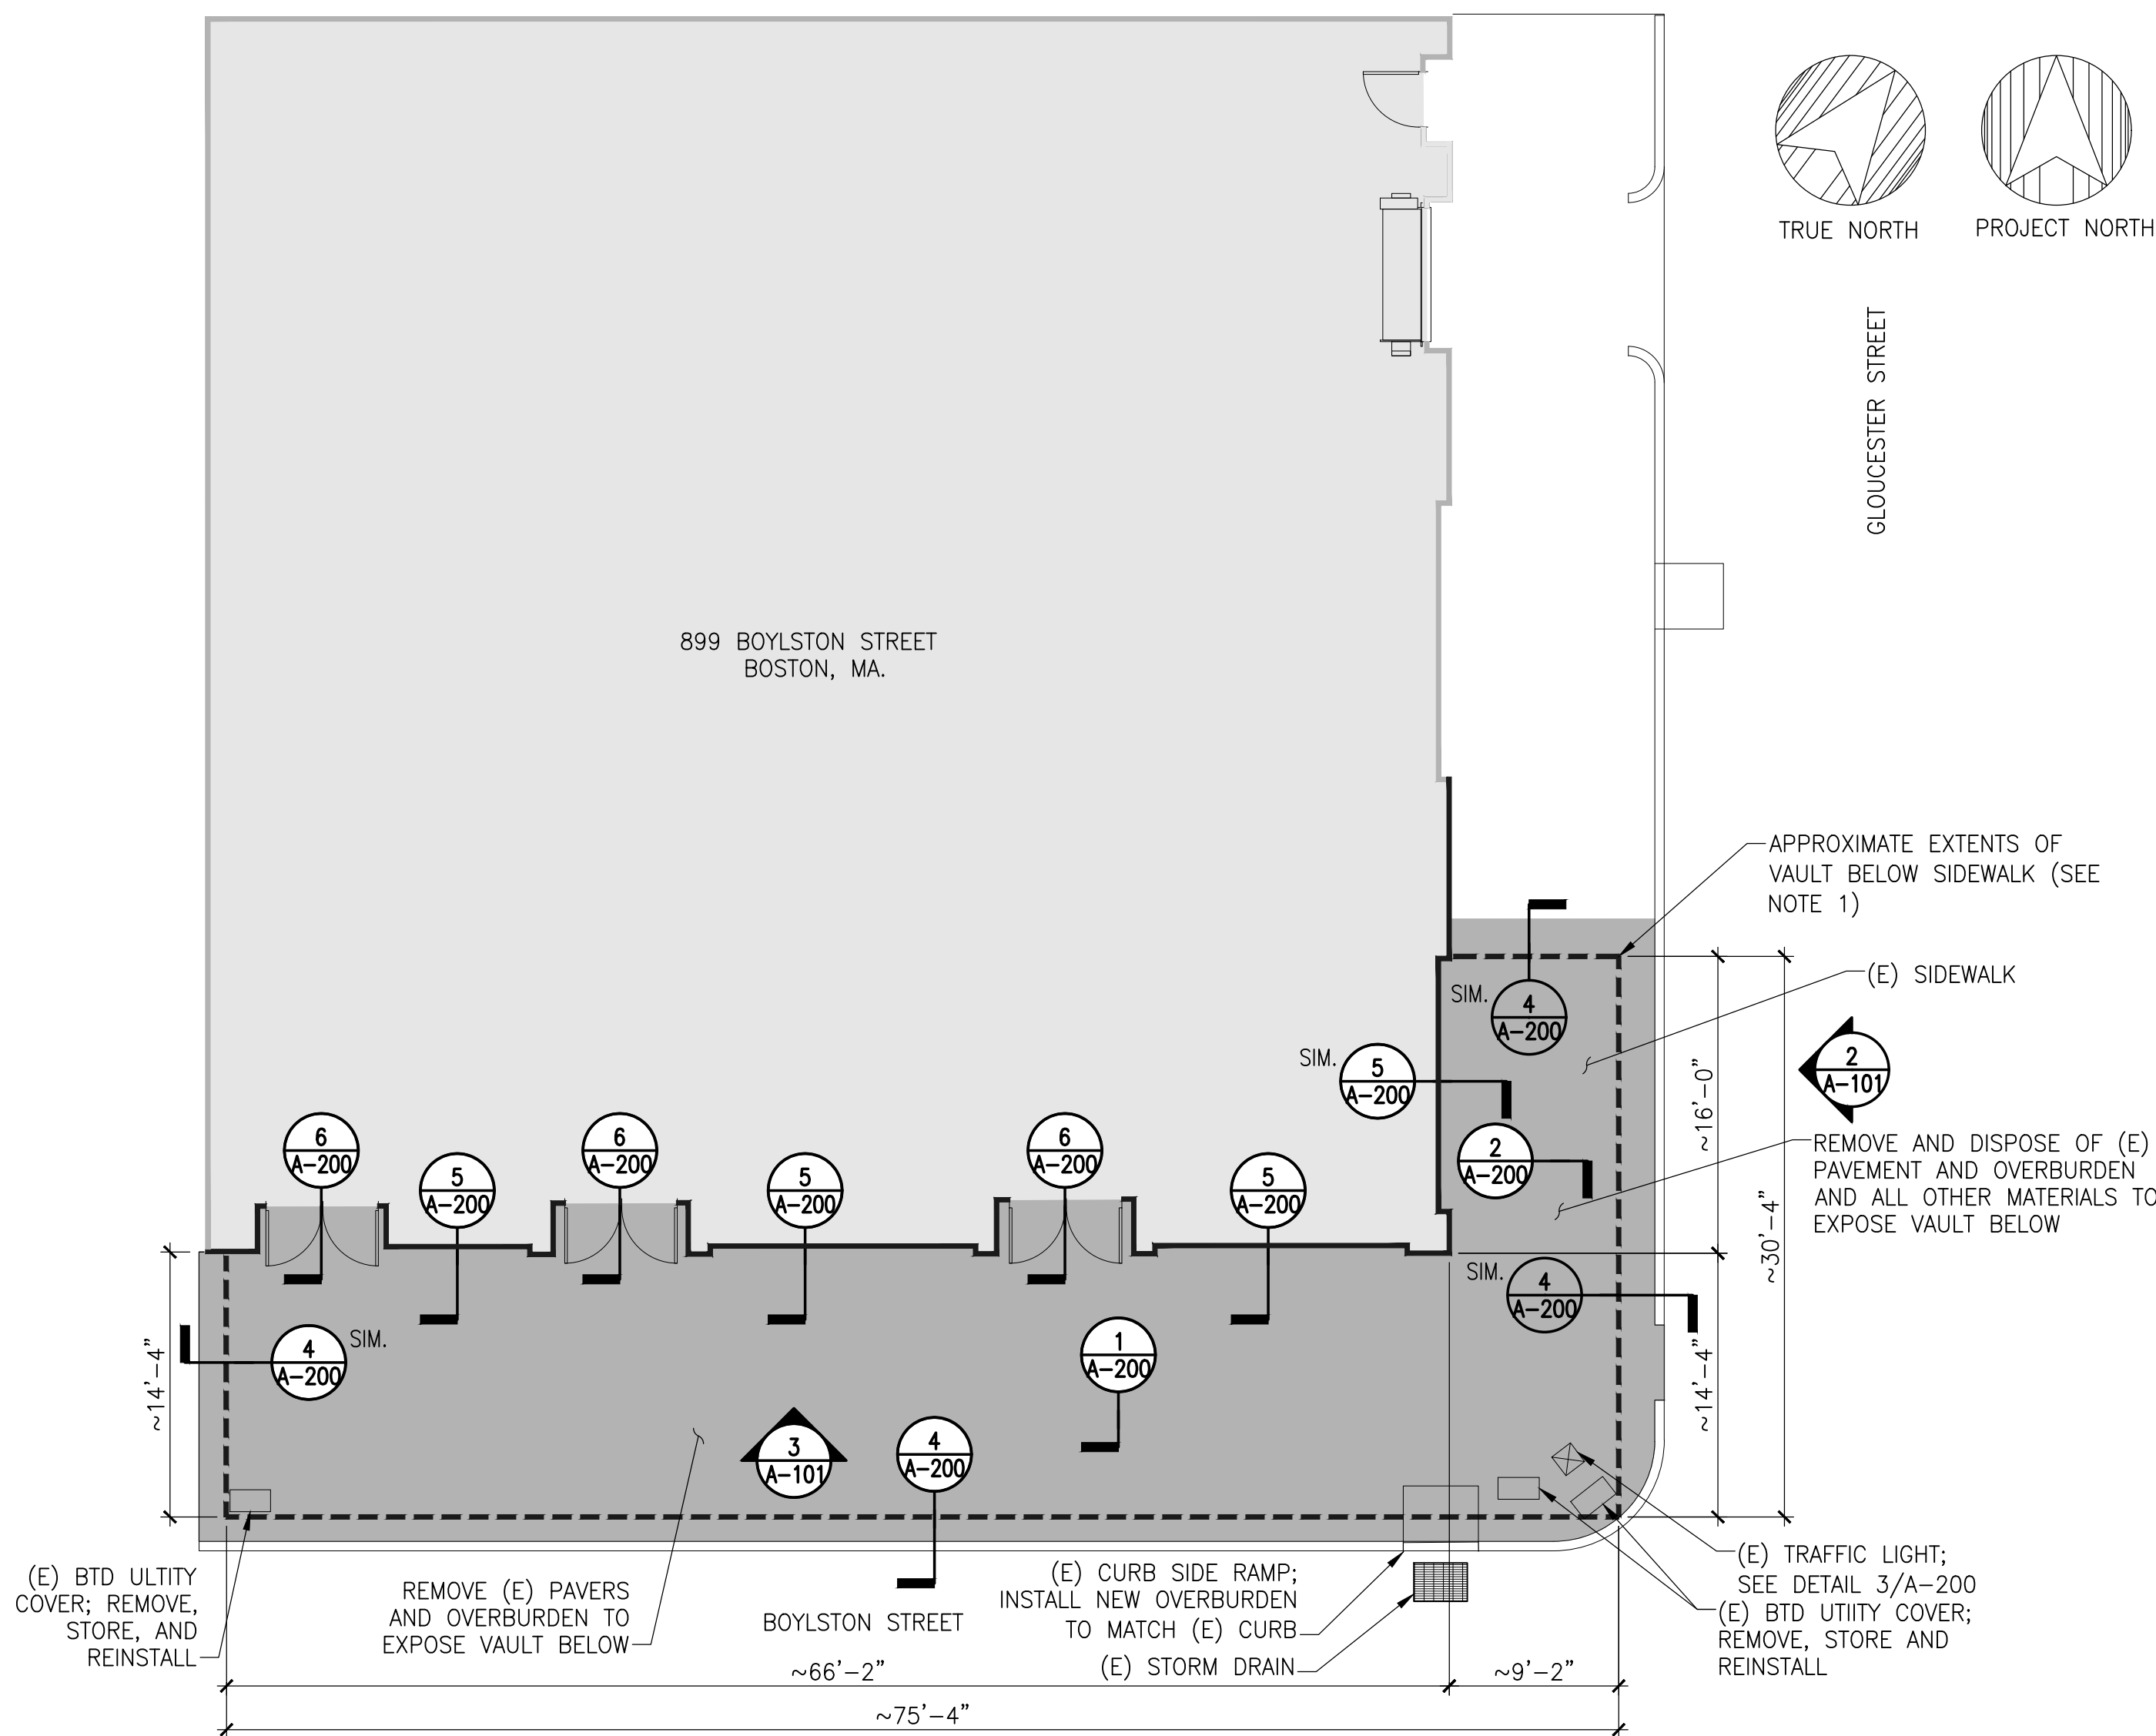 TRUE NORTH
PROJECT NORTH
GLOUCESTER STREET
899 BOYLSTON STREET
BOSTON, MA.
APPROXIMATE EXTENTS OF
VAULT BELOW SIDEWALK (SEE
NOTE 1)
(E) SIDEWALK
SIM.
4
A-200
SIM.
5
A-200
2
A-101
~16'-0"
2
A-200
REMOVE AND DISPOSE OF (E)
PAVEMENT AND OVERBURDEN
AND ALL OTHER MATERIALS TO
EXPOSE VAULT BELOW
~30'-4"
6
A-200
5
A-200
6
A-200
5
A-200
6
A-200
5
A-200
SIM.
4
A-200
~14'-4"
4
A-200
SIM.
1
A-200
~14'-4"
3
A-101
4
A-200
(E) BTD ULTITY
COVER; REMOVE,
STORE, AND
REINSTALL
REMOVE (E) PAVERS
AND OVERBURDEN TO
EXPOSE VAULT BELOW
BOYLSTON STREET
(E) CURB SIDE RAMP;
INSTALL NEW OVERBURDEN
TO MATCH (E) CURB
(E) STORM DRAIN
(E) TRAFFIC LIGHT;
SEE DETAIL 3/A-200
(E) BTD UTIITY COVER;
REMOVE, STORE AND
REINSTALL
~66'-2"
~9'-2"
~75'-4"